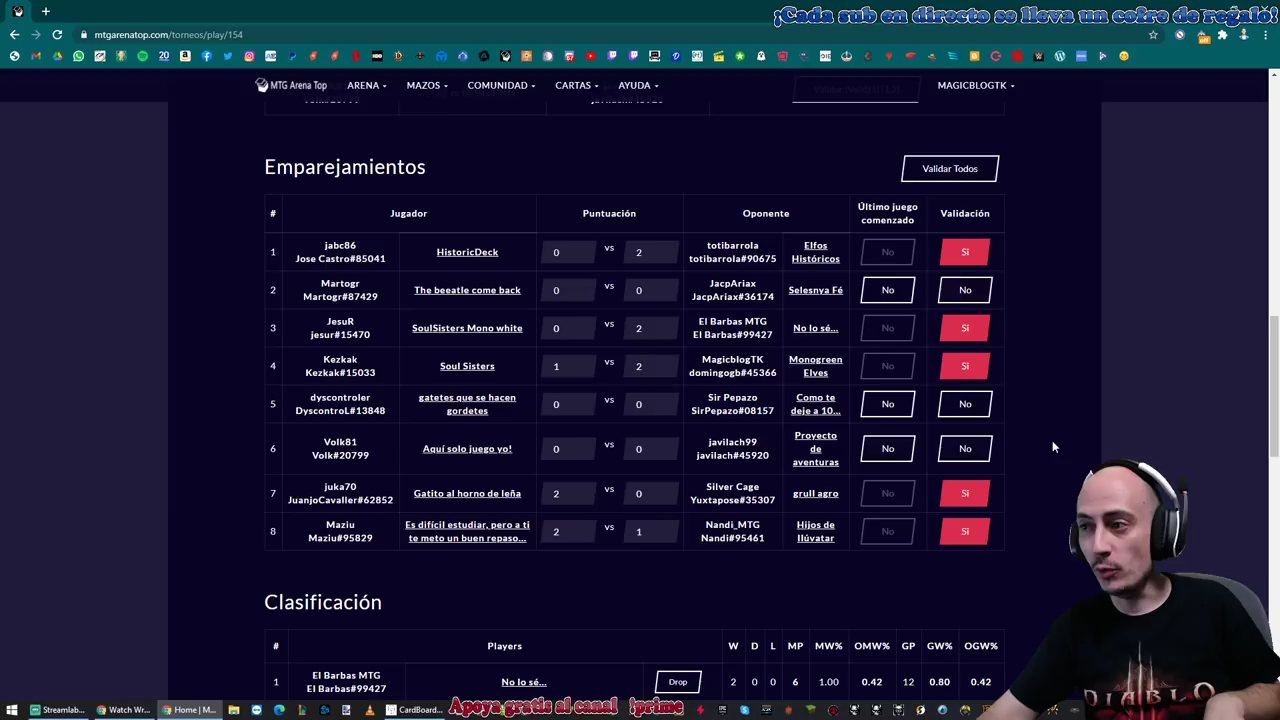 ¡Cada sub en directo se lleva un cofre de regalo!
mtgarenatop.com/torneos/play/154
MTG Arena Top
ARENA
MAZOS
COMUNIDAD
CARTAS
AYUDA
MAGICBLOGTK
Emparejamientos
Validar Todos
# Jugador Puntuación Oponente Último juego comenzado Validación
1 jabc86 HistoricDeck 0 vs 2 totibarrola Elfos Históricos No Si
Jose Castro#85041 totibarrola#90675
2 Martogr The beeatle come back 0 vs 0 JacpAriax Selesnya Fé No No
Martogr#87429 JacpAriax#36174
3 JesuR SoulSisters Mono white 0 vs 2 El Barbas MTG No lo sé... No Si
jesur#15470 El Barbas#99427
4 Kezkak Soul Sisters 1 vs 2 MagicblogTK Monogreen Elves No Si
Kezkak#15033 domingogb#45366
5 dyscontroler gatetes que se hacen gordetes 0 vs 0 Sir Pepazo Como te deje a 10... No No
DyscontroL#13848 SirPepazo#08157
6 Volk81 Aquí solo juego yo! 0 vs 0 javilach99 Proyecto de aventuras No No
Volk#20799 javilach#45920
7 juka70 Gatito al horno de leña 2 vs 0 Silver Cage grull agro No Si
JuanjoCavaller#62852 Yuxtapose#35307
8 Maziu Es difícil estudiar, pero a ti te meto un buen repaso... 2 vs 1 Nandi_MTG Hijos de Ilúvatar No Si
Maziu#95829 Nandi#95461
Clasificación
# Players W D L MP MW% OMW% GP GW% OGW%
1 El Barbas MTG No lo sé... Drop 2 0 0 6 1.00 0.42 12 0.80 0.42
El Barbas#99427
DIABLO
Streamlab...
Watch Wr...
Home | M...
CardBoard...
Apoya gratis al canal !prime